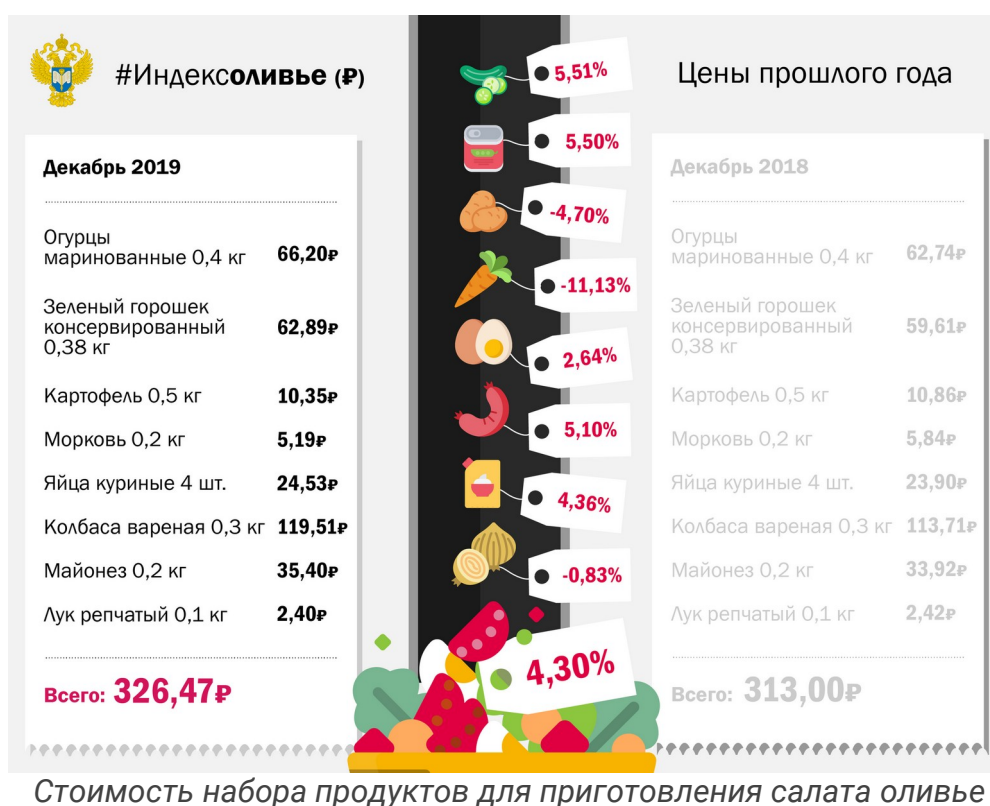 #Индексоливье (₽)
Декабрь 2019
Огурцы
маринованные 0,4 кг 66,20₽
Зеленый горошек
консервированный 62,89₽
0,38 кг
Картофель 0,5 кг 10,35₽
Морковь 0,2 кг 5,19₽
Яйца куриные 4 шт. 24,53₽
Колбаса вареная 0,3 кг 119,51₽
Майонез 0,2 кг 35,40₽
Лук репчатый 0,1 кг 2,40₽
Всего: 326,47₽
5,51%
5,50%
-4,70%
-11,13%
2,64%
5,10%
4,36%
-0,83%
4,30%
Цены прошлого года
Декабрь 2018
Огурцы
маринованные 0,4 кг 62,74₽
Зеленый горошек
консервированный 59,61₽
0,38 кг
Картофель 0,5 кг 10,86₽
Морковь 0,2 кг 5,84₽
Яйца куриные 4 шт. 23,90₽
Колбаса вареная 0,3 кг 113,71₽
Майонез 0,2 кг 33,92₽
Лук репчатый 0,1 кг 2,42₽
Всего: 313,00₽
Стоимость набора продуктов для приготовления салата оливье